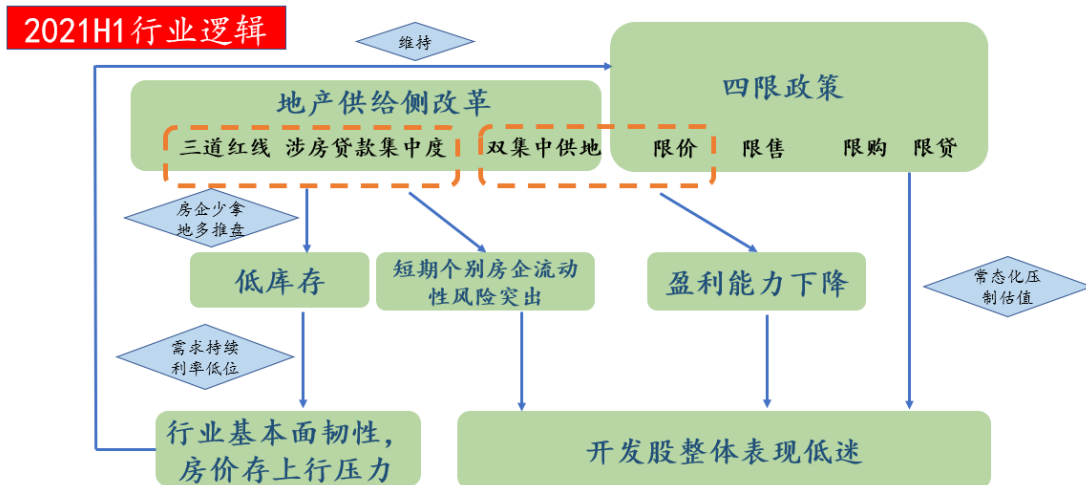 2021H1行业逻辑
维持
地产供给侧改革
四限政策
三道红线 涉房贷款集中度 双集中供地 限价 限售 限购 限贷
房企少拿
地多推盘
低库存
短期个别房企流动
性风险突出
盈利能力下降
常态化压
制估值
需求持续
利率低位
行业基本面韧性,
房价存上行压力
开发股整体表现低迷